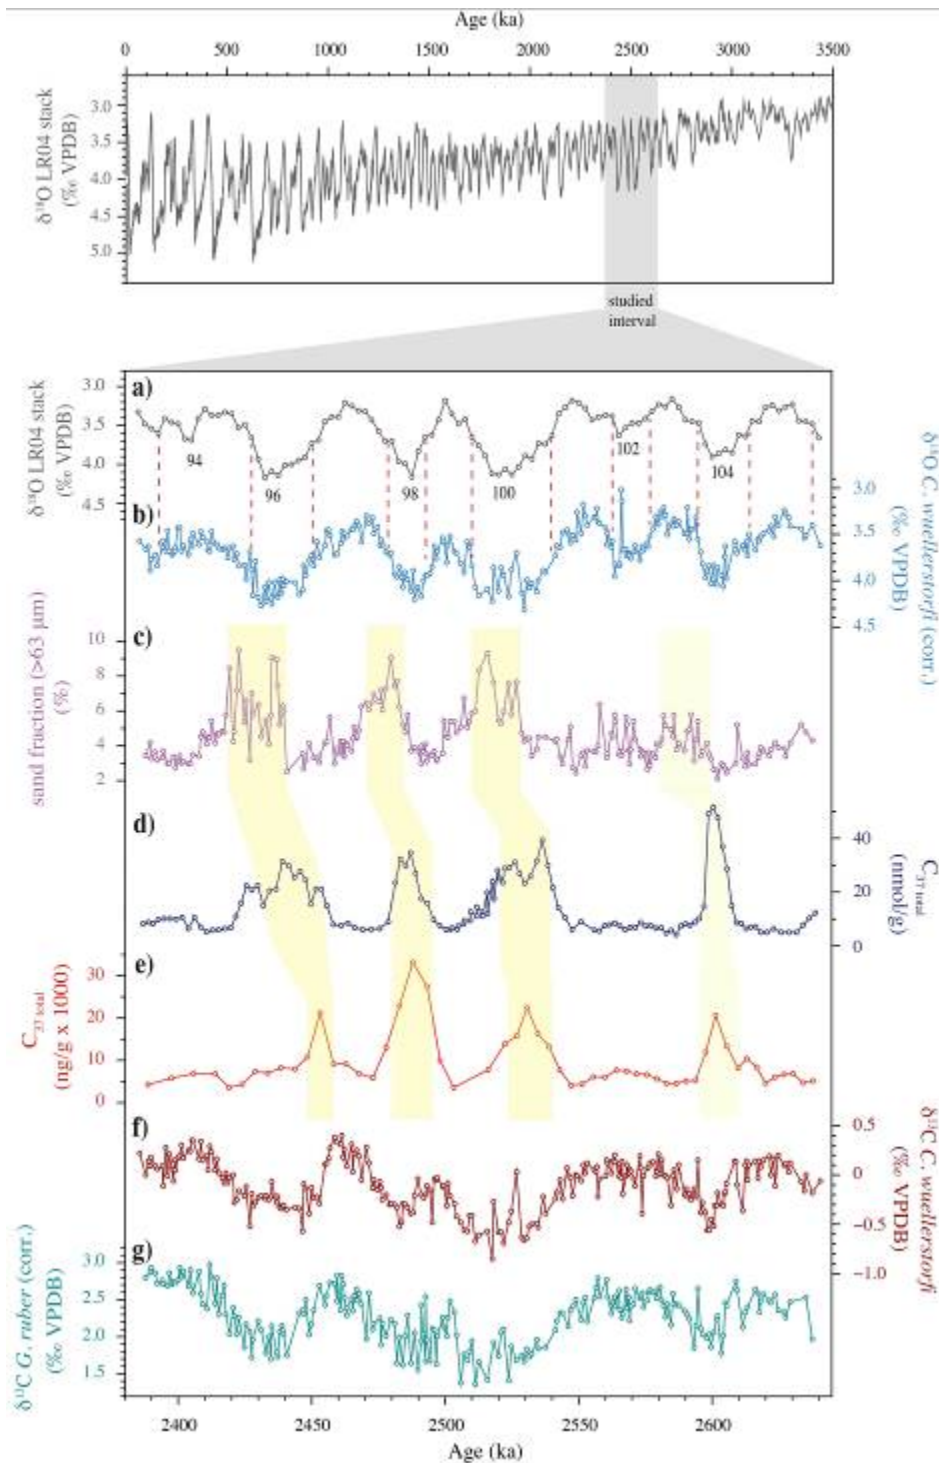 Age (ka)
0 500 1000 1500 2000 2500 3000 3500
δ¹⁸O LR04 stack
(‰ VPDB)
3.0
3.5
4.0
4.5
5.0
studied
interval
a)
δ¹⁸O LR04 stack
(‰ VPDB)
3.0
3.5
4.0
4.5
94
96
98
100
102
104
b)
δ¹⁸O C. wuellerstorfi (corr.)
(‰ VPDB)
3.0
3.5
4.0
4.5
c)
sand fraction (>63 µm)
(%)
10
8
6
4
2
d)
C₃₇ total
(nmol/g)
40
20
0
e)
C₃₇ total
(ng/g x 1000)
30
20
10
0
f)
δ¹³C C. wuellerstorfi
(‰ VPDB)
0.5
0
−0.5
−1.0
g)
δ¹³C G. ruber (corr.)
(‰ VPDB)
3.0
2.5
2.0
1.5
2400 2450 2500 2550 2600
Age (ka)